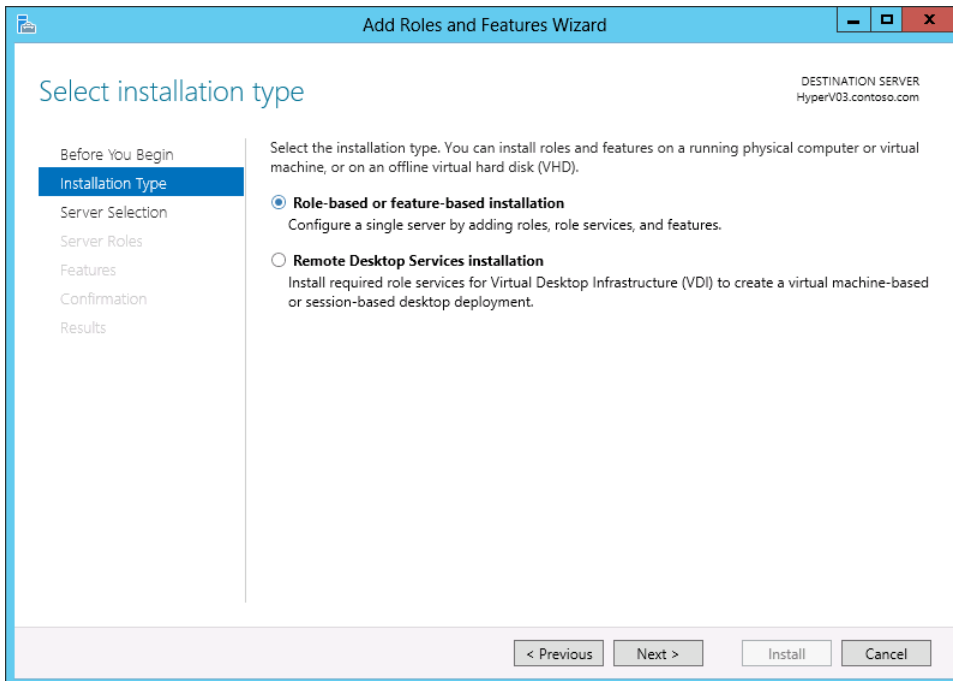 Add Roles and Features Wizard
Select installation type
DESTINATION SERVER
HyperV03.contoso.com
Before You Begin
Installation Type
Server Selection
Server Roles
Features
Confirmation
Results
Select the installation type. You can install roles and features on a running physical computer or virtual
machine, or on an offline virtual hard disk (VHD).
Role-based or feature-based installation
Configure a single server by adding roles, role services, and features.
Remote Desktop Services installation
Install required role services for Virtual Desktop Infrastructure (VDI) to create a virtual machine-based
or session-based desktop deployment.
< Previous
Next >
Install
Cancel